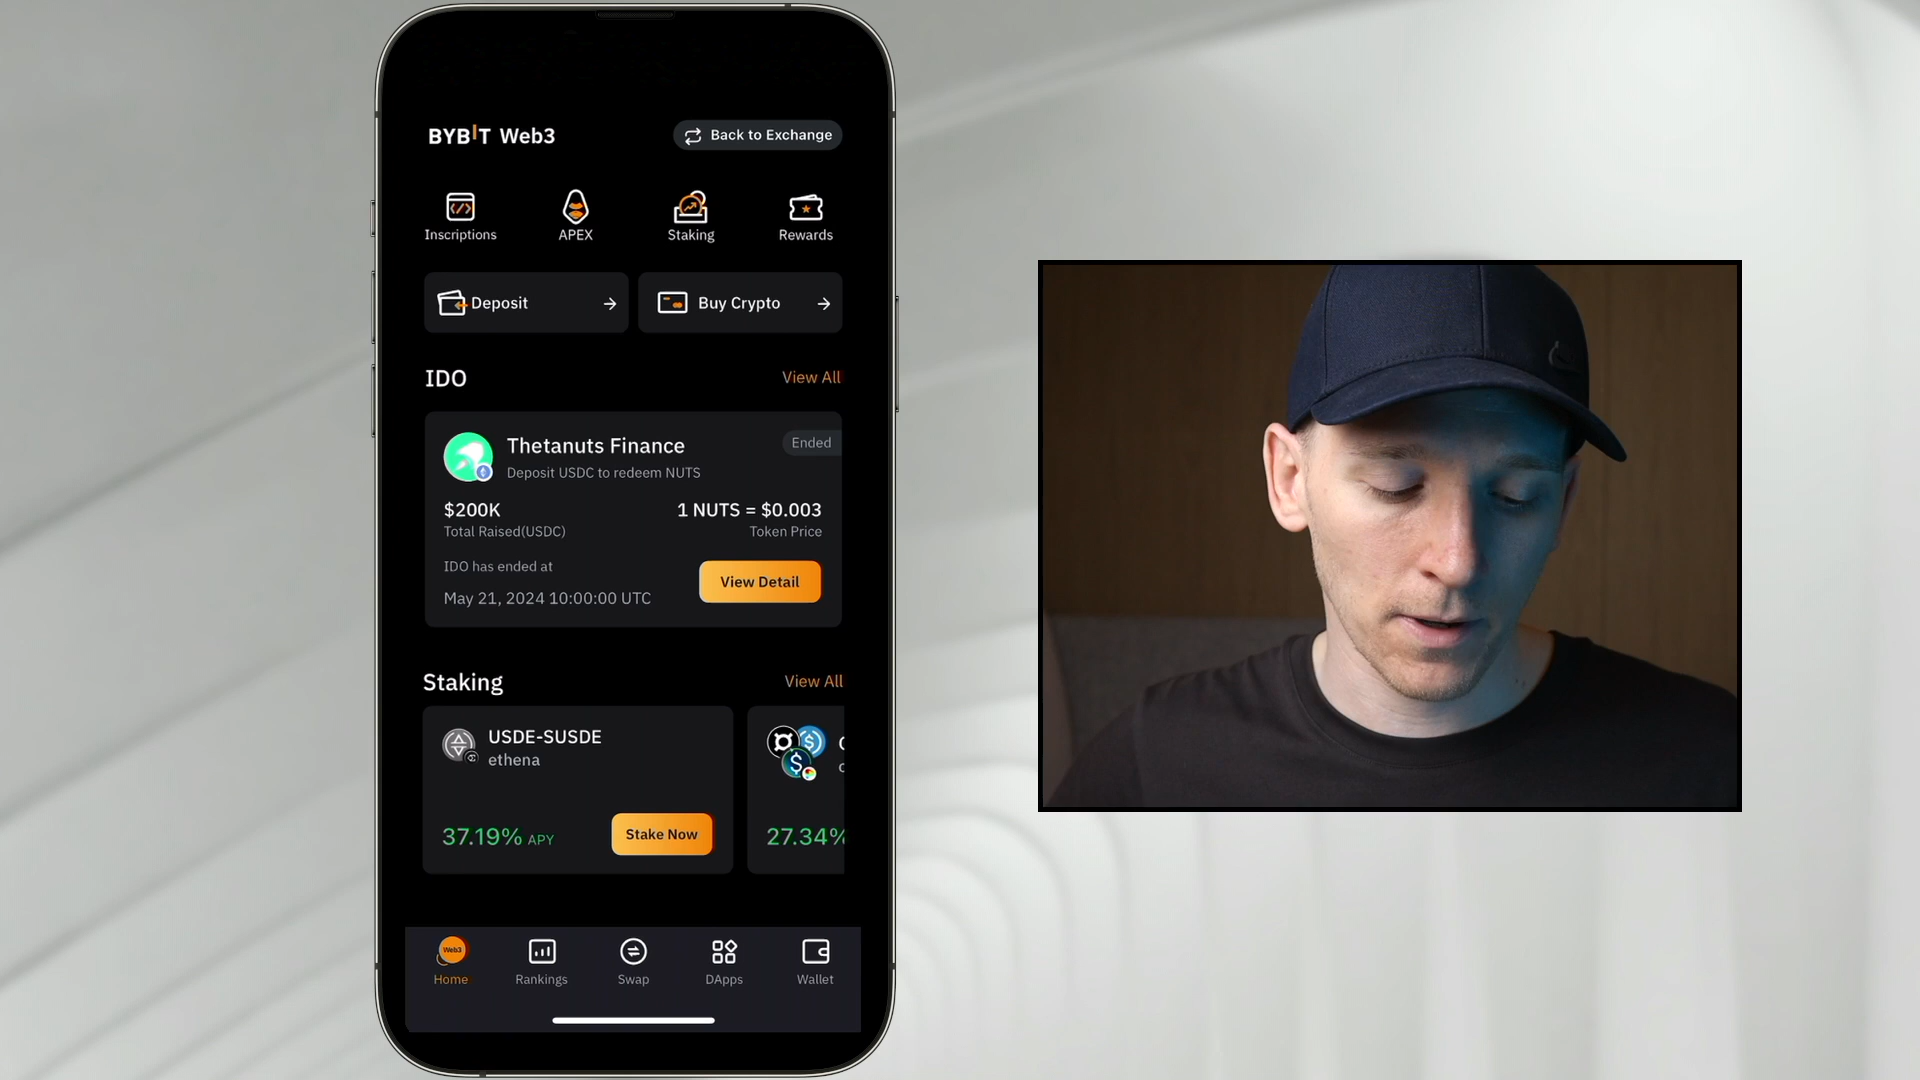 BYBIT Web3
Back to Exchange
Inscriptions
APEX
Staking
Rewards
Deposit
Buy Crypto
IDO
View All
Thetanuts Finance
Ended
Deposit USDC to redeem NUTS
$200K
1 NUTS = $0.003
Total Raised(USDC)
Token Price
IDO has ended at
May 21, 2024 10:00:00 UTC
View Detail
Staking
View All
USDE-SUSDE
ethena
37.19% APY
Stake Now
27.34%
Web3
Home
Rankings
Swap
DApps
Wallet